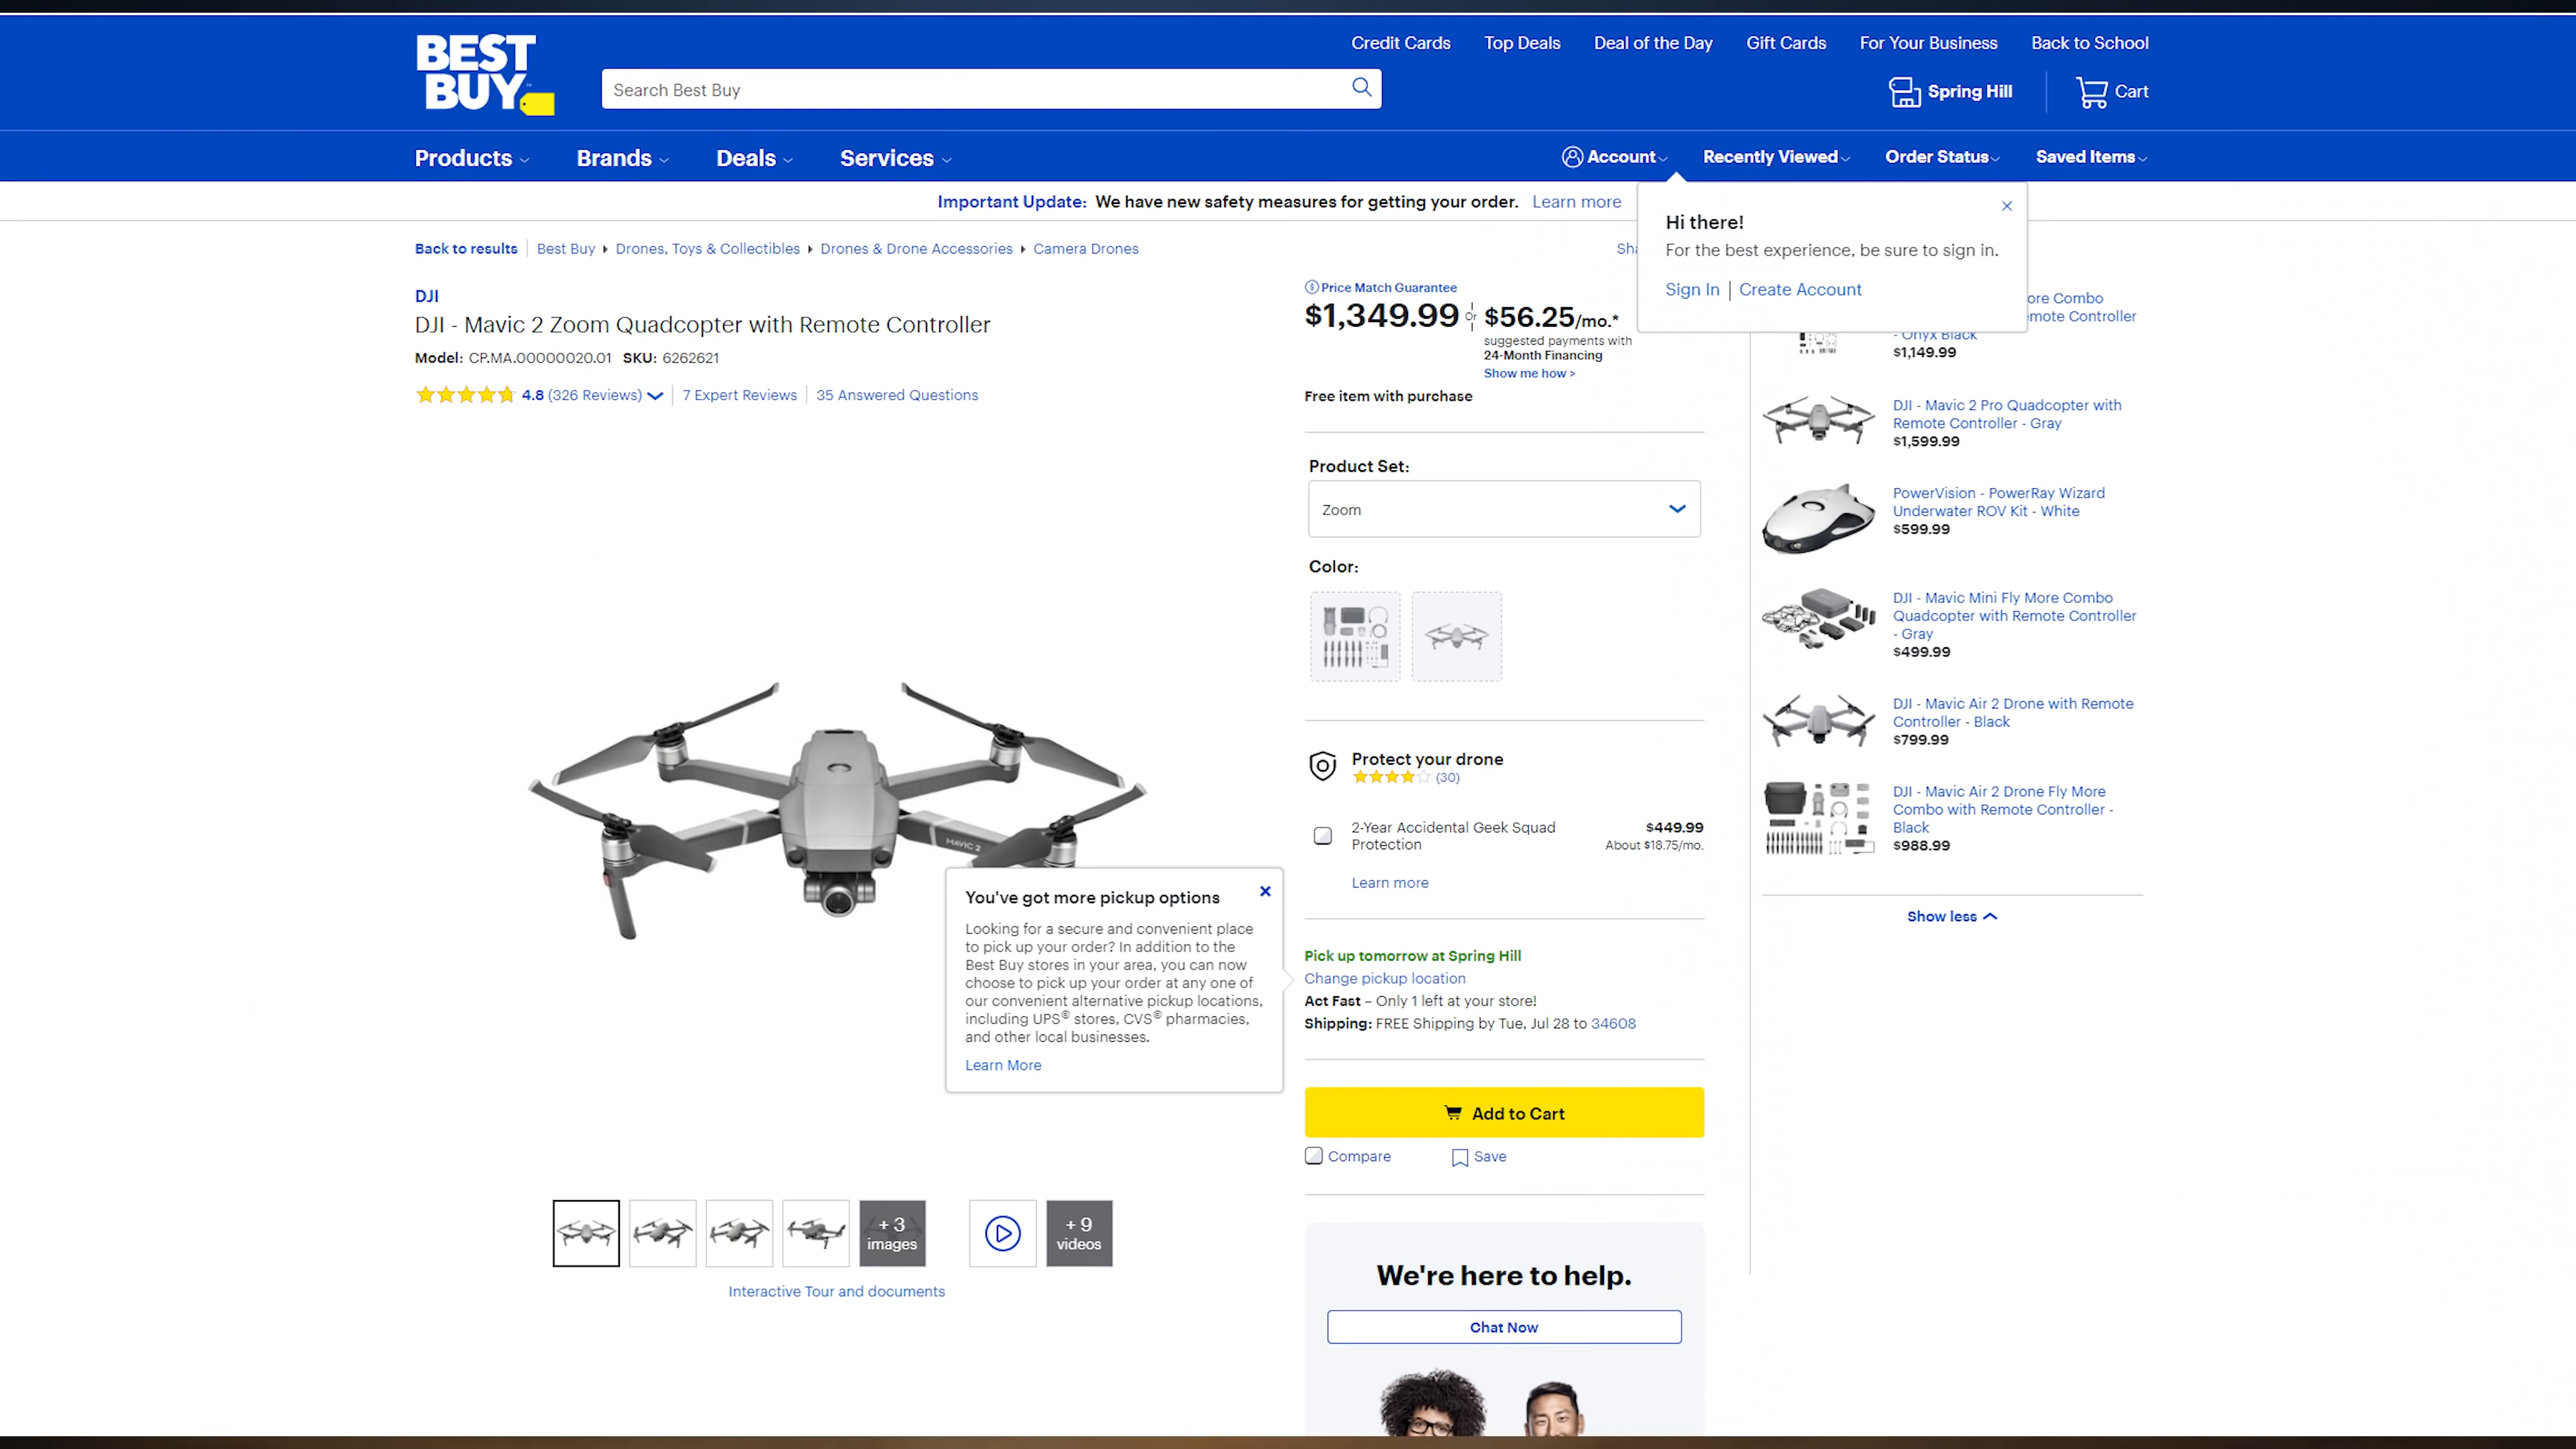 BEST
BUY
Search Best Buy
Credit Cards
Top Deals
Deal of the Day
Gift Cards
For Your Business
Back to School
Spring Hill
Cart
Products
Brands
Deals
Services
Account
Recently Viewed
Order Status
Saved Items
Important Update: We have new safety measures for getting your order. Learn more
Hi there!
For the best experience, be sure to sign in.
Sign In | Create Account
Back to results
Best Buy
Drones, Toys & Collectibles
Drones & Drone Accessories
Camera Drones
DJI
DJI - Mavic 2 Zoom Quadcopter with Remote Controller
Model: CP.MA.00000020.01 SKU: 6262621
4.8 (326 Reviews)
7 Expert Reviews
35 Answered Questions
MAVIC 2
You've got more pickup options
Looking for a secure and convenient place
to pick up your order? In addition to the
Best Buy stores in your area, you can now
choose to pick up your order at any one of
our convenient alternative pickup locations,
including UPS® stores, CVS® pharmacies,
and other local businesses.
Learn More
+ 3
images
+ 9
videos
Interactive Tour and documents
Price Match Guarantee
$1,349.99 or $56.25/mo.*
suggested payments with
24-Month Financing
Show me how >
Free item with purchase
Product Set:
Zoom
Color:
Protect your drone
(30)
2-Year Accidental Geek Squad
Protection
$449.99
About $18.75/mo.
Learn more
Pick up tomorrow at Spring Hill
Change pickup location
Act Fast – Only 1 left at your store!
Shipping: FREE Shipping by Tue, Jul 28 to 34608
Add to Cart
Compare
Save
We're here to help.
Chat Now
ore Combo
emote Controller
- Onyx Black
$1,149.99
DJI - Mavic 2 Pro Quadcopter with
Remote Controller - Gray
$1,599.99
PowerVision - PowerRay Wizard
Underwater ROV Kit - White
$599.99
DJI - Mavic Mini Fly More Combo
Quadcopter with Remote Controller
- Gray
$499.99
DJI - Mavic Air 2 Drone with Remote
Controller - Black
$799.99
DJI - Mavic Air 2 Drone Fly More
Combo with Remote Controller -
Black
$988.99
Show less